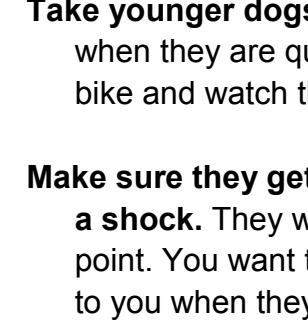 Take younger dogs
when they are
bike and watch
Make sure they get
a shock. They
point. You want
to you when they